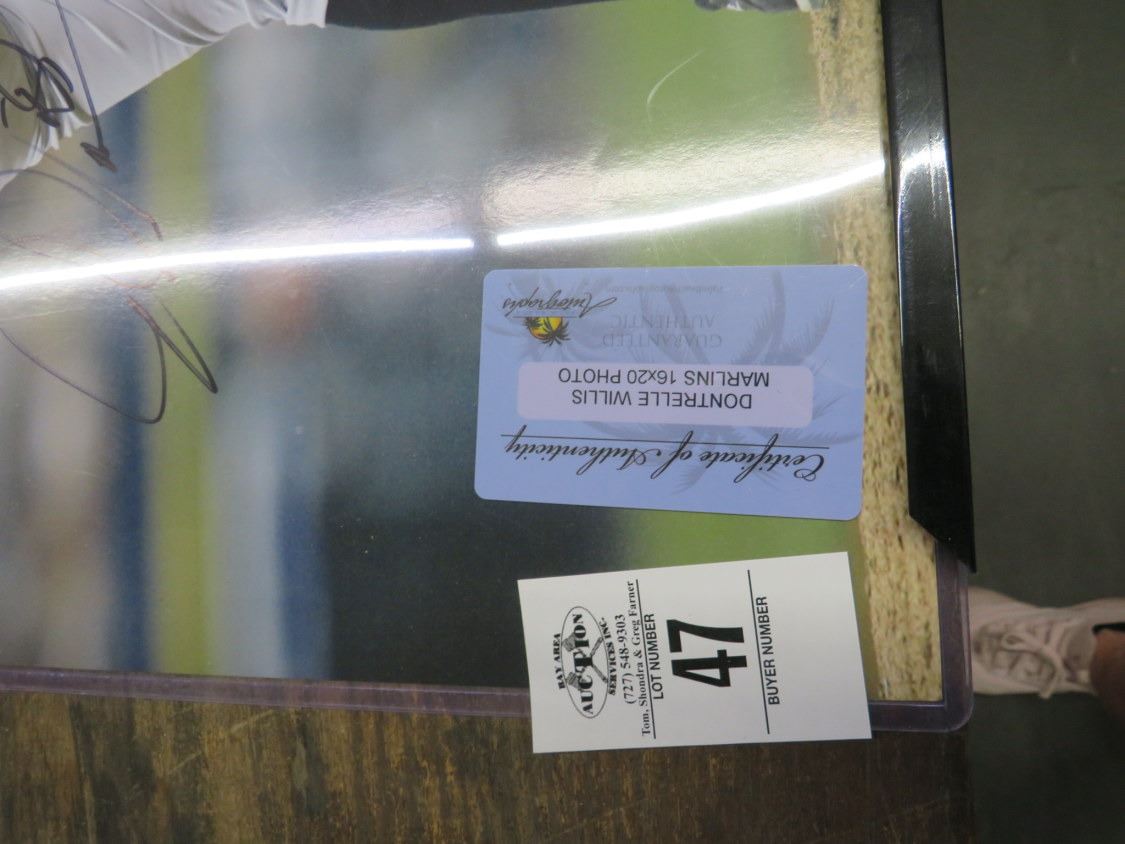 Certificate of Authenticity
DONTRELLE WILLIS
MARLINS 16x20 PHOTO
GUARANTEED
AUTHENTIC
Autographs
BAY AREA
AUCTION
SERVICES INC.
(727) 548-9303
Tom, Shondra & Greg Farner
LOT NUMBER
47
BUYER NUMBER